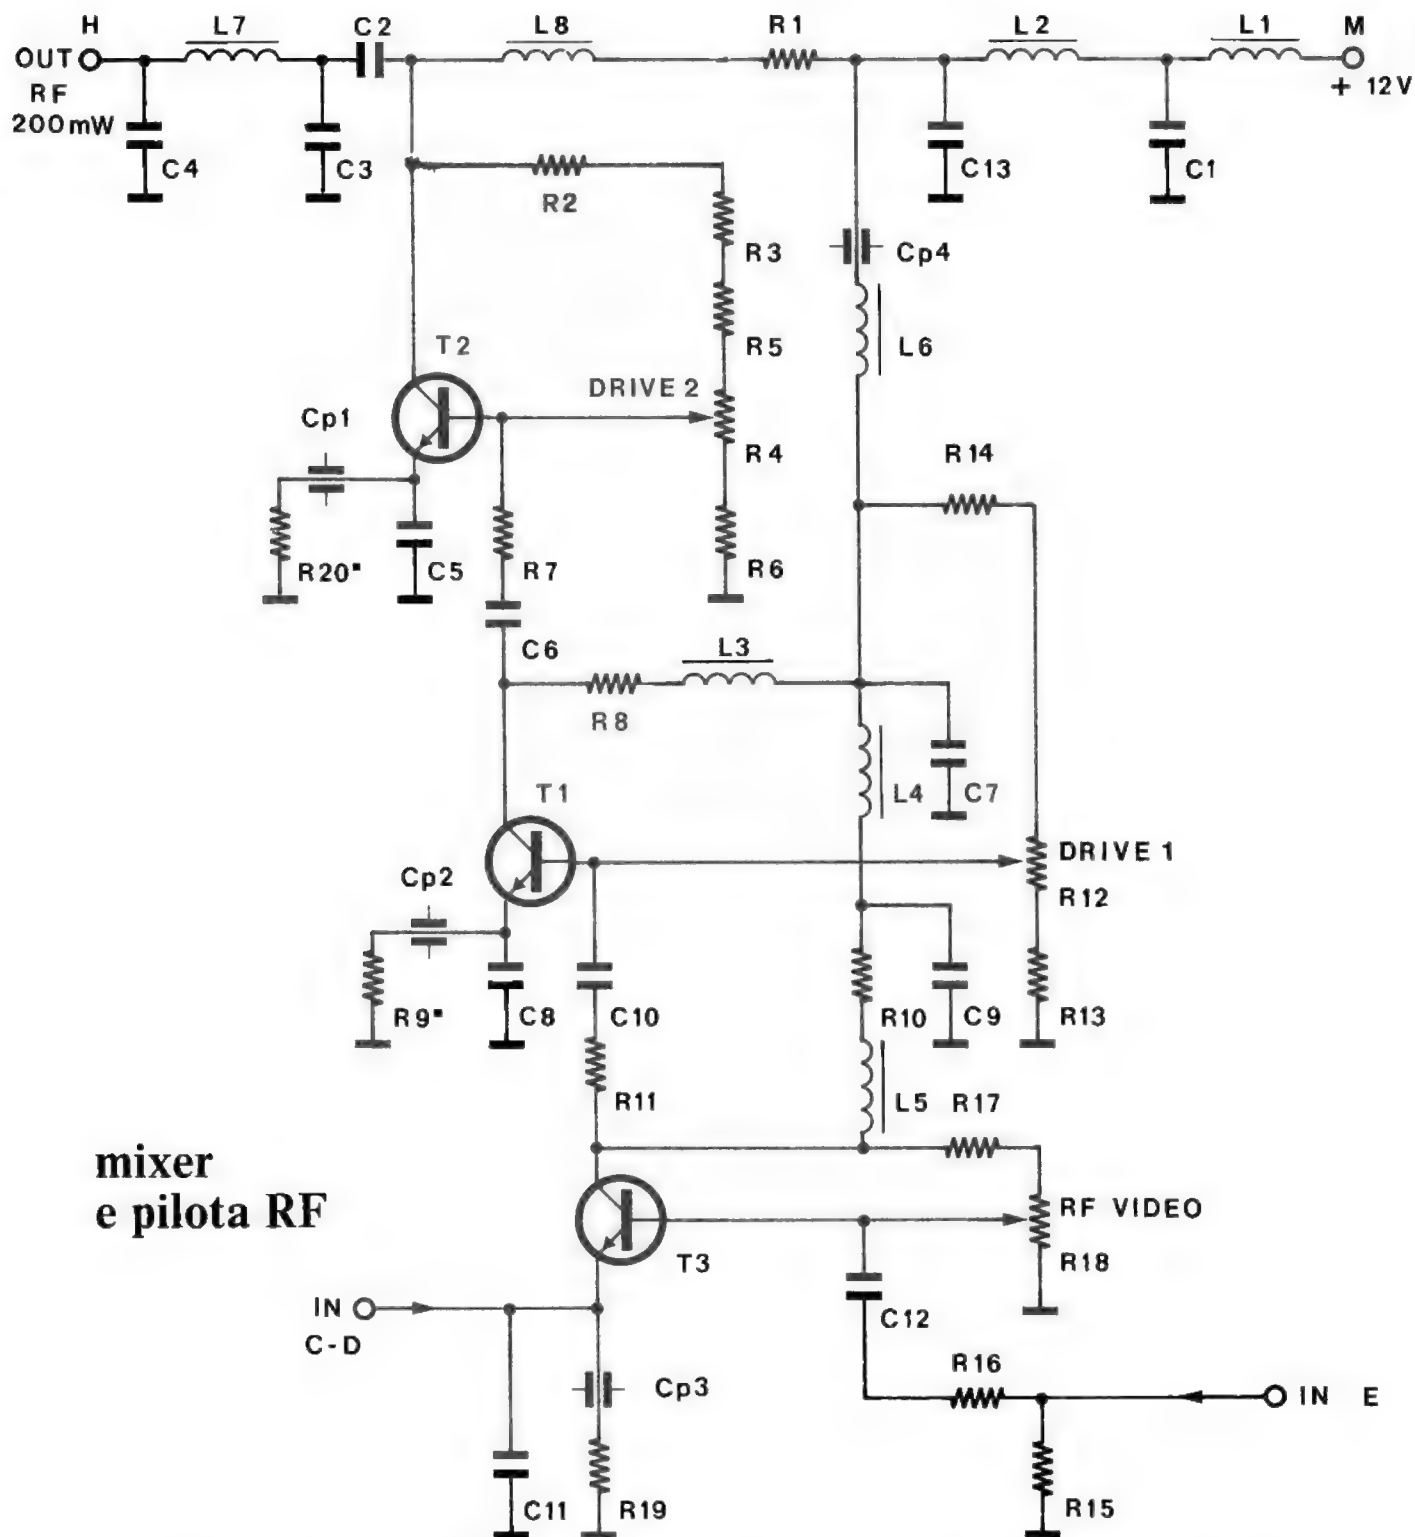 H
L7
C2
L8
R1
L2
L1
M
OUT
RF
200mW
+ 12V
C4
C3
C13
C1
R2
R3
Cp4
R5
L6
T2
DRIVE 2
Cp1
R4
R14
R20*
C5
R7
R6
C6
L3
R8
T1
L4
C7
DRIVE 1
Cp2
R12
R9*
C8
C10
R10
C9
R13
R11
L5
R17
mixer
e pilota RF
RF VIDEO
T3
R18
IN
C-D
C12
R16
Cp3
IN E
C11
R19
R15